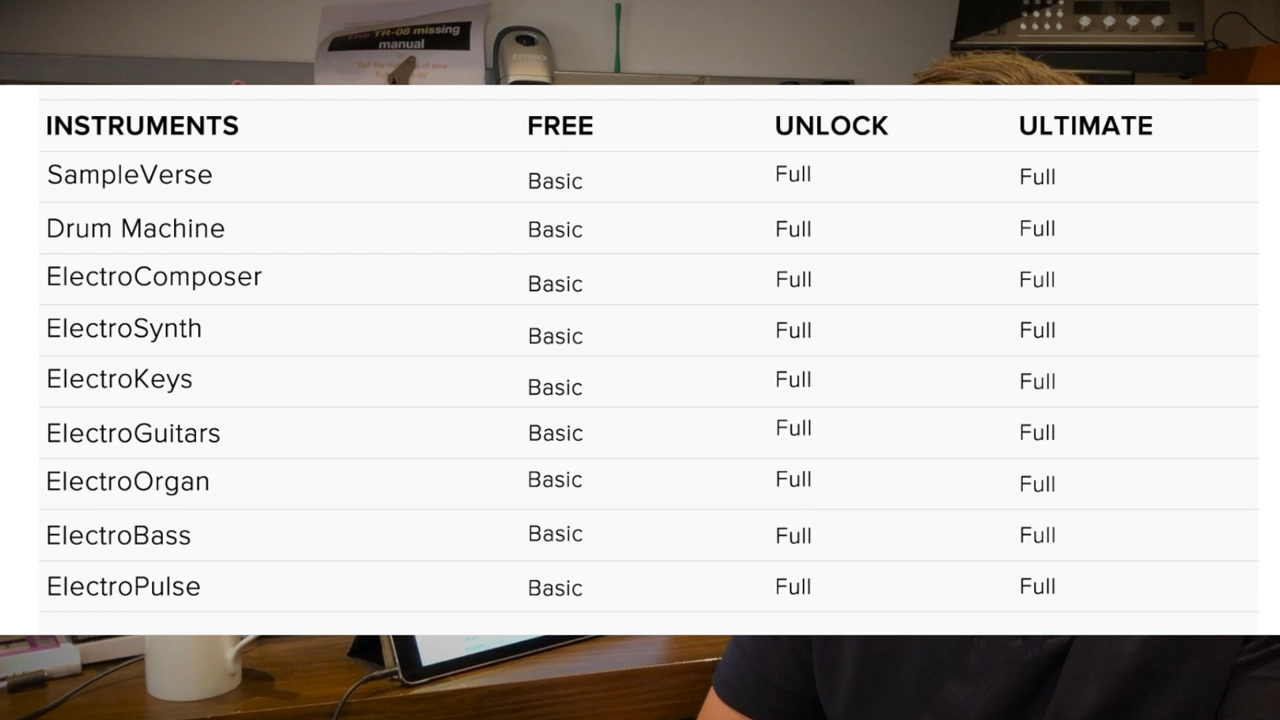 The TR-08 missing
manual
INSTRUMENTS FREE UNLOCK ULTIMATE
SampleVerse Basic Full Full
Drum Machine Basic Full Full
ElectroComposer Basic Full Full
ElectroSynth Basic Full Full
ElectroKeys Basic Full Full
ElectroGuitars Basic Full Full
ElectroOrgan Basic Full Full
ElectroBass Basic Full Full
ElectroPulse Basic Full Full